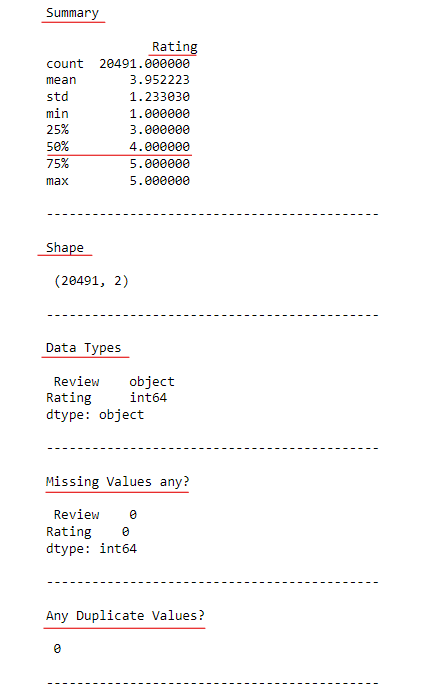 Summary
Rating
count 20491.000000
mean 3.952223
std 1.233030
min 1.000000
25% 3.000000
50% 4.000000
75% 5.000000
max 5.000000
--------------------------------------------
Shape
(20491, 2)
--------------------------------------------
Data Types
Review object
Rating int64
dtype: object
--------------------------------------------
Missing Values any?
Review 0
Rating 0
dtype: int64
--------------------------------------------
Any Duplicate Values?
0
--------------------------------------------